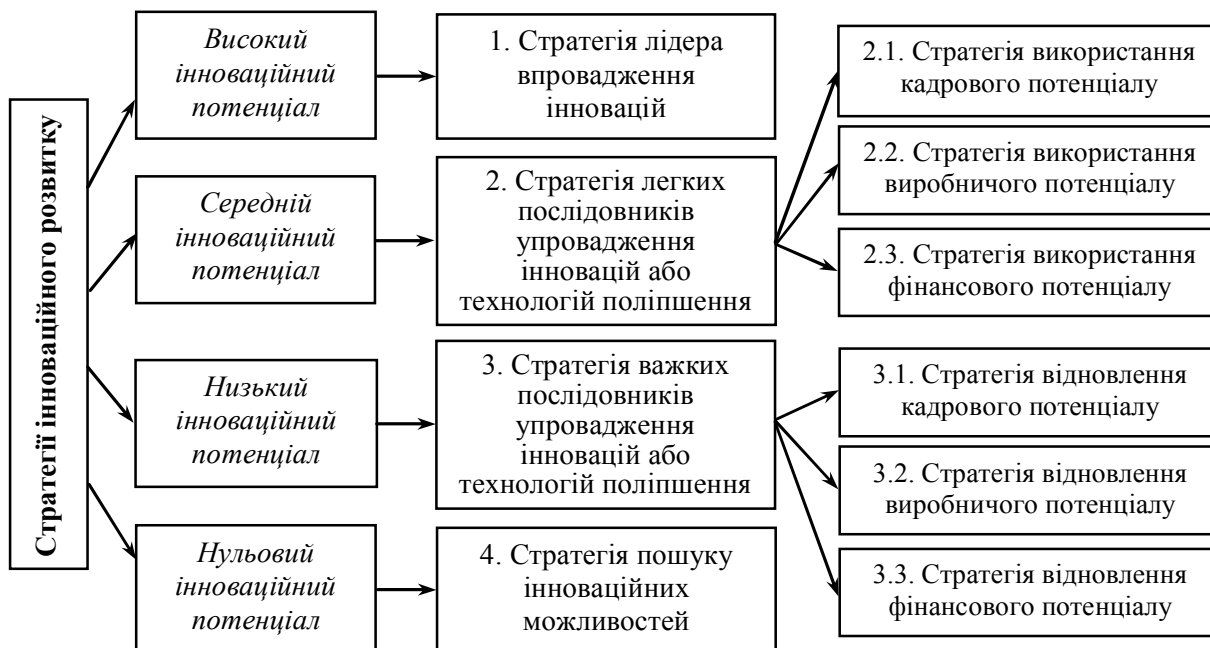 Стратегії інноваційного розвитку
Високий
інноваційний
потенціал
1. Стратегія лідера
впровадження
інновацій
Середній
інноваційний
потенціал
2. Стратегія легких
послідовників
упровадження
інновацій або
технологій поліпшення
2.1. Стратегія використання
кадрового потенціалу
2.2. Стратегія використання
виробничого потенціалу
2.3. Стратегія використання
фінансового потенціалу
Низький
інноваційний
потенціал
3. Стратегія важких
послідовників
упровадження
інновацій або
технологій поліпшення
3.1. Стратегія відновлення
кадрового потенціалу
3.2. Стратегія відновлення
виробничого потенціалу
3.3. Стратегія відновлення
фінансового потенціалу
Нульовий
інноваційний
потенціал
4. Стратегія пошуку
інноваційних
можливостей